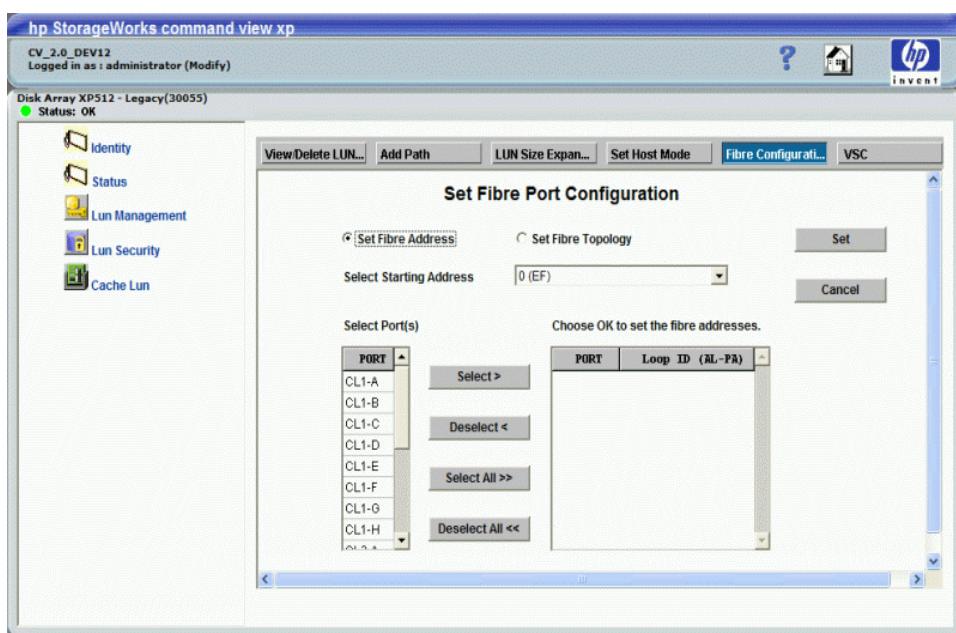 hp StorageWorks command view xp
CV_2.0_DEV12
Logged in as : administrator (Modify)
?
hp
invent
Disk Array XP512 - Legacy(30055)
Status: OK
Identity
Status
Lun Management
Lun Security
Cache Lun
View/Delete LUN... Add Path LUN Size Expan... Set Host Mode Fibre Configurati... VSC
Set Fibre Port Configuration
Set Fibre Address Set Fibre Topology Set
Select Starting Address 0 (EF)
Cancel
Select Port(s) Choose OK to set the fibre addresses.
PORT
CL1-A
CL1-B
CL1-C
CL1-D
CL1-E
CL1-F
CL1-G
CL1-H
CL2-A
Select >
Deselect <
Select All >>
Deselect All <<
PORT Loop ID (AL-PA)